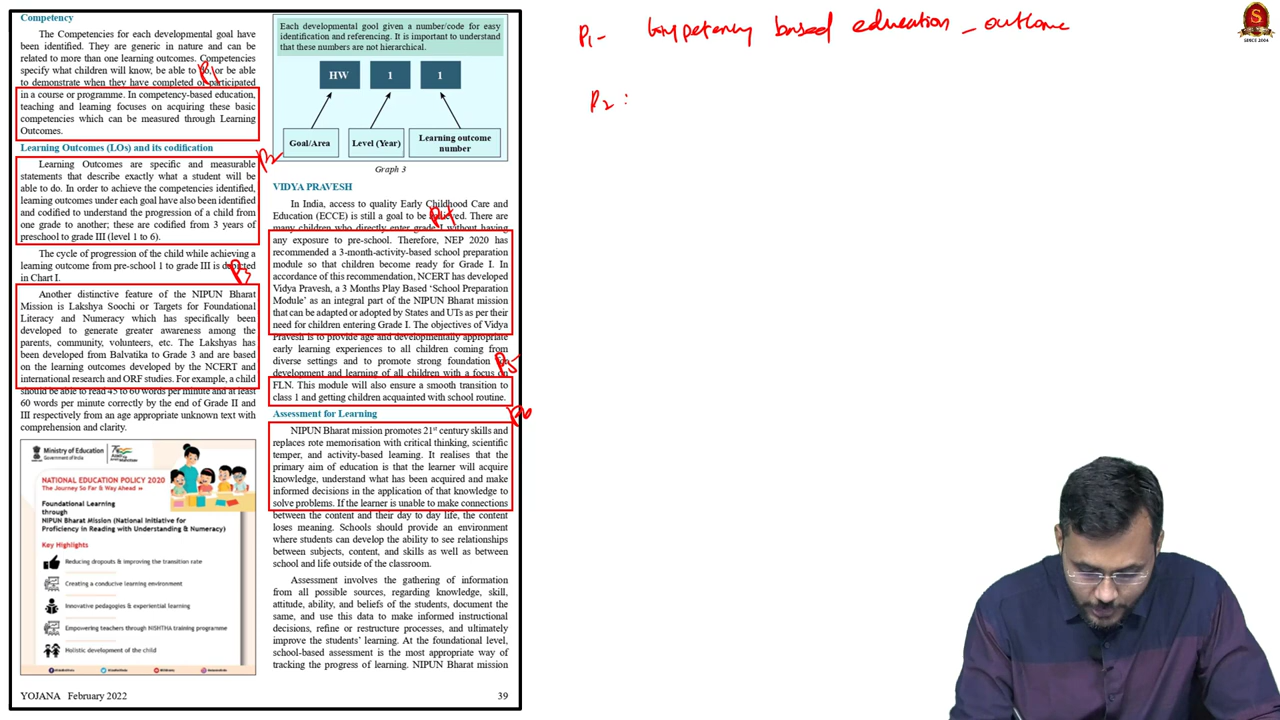 Competency
The Competencies for each developmental goal have
been identified. They are generic in nature and can be
related to more than one learning outcomes. Competencies
specify what children will know, be able to do, or be able
to demonstrate when they have completed or participated
in a course or programme. In competency-based education,
teaching and learning focuses on acquiring these basic
competencies which can be measured through Learning
Outcomes.
P1
Learning Outcomes (LOs) and its codification
Learning Outcomes are specific and measurable
statements that describe exactly what a student will be
able to do. In order to achieve the competencies identified,
learning outcomes under each goal have also been identified
and codified to understand the progression of a child from
one grade to another; these are codified from 3 years of
preschool to grade III (level 1 to 6).
P2
The cycle of progression of the child while achieving a
learning outcome from pre-school 1 to grade III is depicted
in Chart I.
P3
Another distinctive feature of the NIPUN Bharat
Mission is Lakshya Soochi or Targets for Foundational
Literacy and Numeracy which has specifically been
developed to generate greater awareness among the
parents, community, volunteers, etc. The Lakshyas has
been developed from Balvatika to Grade 3 and are based
on the learning outcomes developed by the NCERT and
international research and ORF studies. For example, a child
should be able to read 45 to 60 words per minute and at least
60 words per minute correctly by the end of Grade II and
III respectively from an age appropriate unknown text with
comprehension and clarity.
Ministry of Education
Government of India
NATIONAL EDUCATION POLICY 2020
The Journey So Far & Way Ahead
Foundational Learning
through
NIPUN Bharat Mission (National Initiative for
Proficiency in Reading with Understanding & Numeracy)
Key Highlights
Reducing dropouts & improving the transition rate
Creating a conducive learning environment
Innovative pedagogies & experiential learning
Empowering teachers through NISHTHA training programme
Holistic development of the child
Each developmental goal given a number/code for easy
identification and referencing. It is important to understand
that these numbers are not hierarchical.
HW 1 1
Goal/Area Level (Year) Learning outcome
number
Graph 3
VIDYA PRAVESH
In India, access to quality Early Childhood Care and
Education (ECCE) is still a goal to be achieved. There are
many children who directly enter grade I without having
any exposure to pre-school. Therefore, NEP 2020 has
recommended a 3-month-activity-based school preparation
module so that children become ready for Grade I. In
accordance of this recommendation, NCERT has developed
Vidya Pravesh, a 3 Months Play Based 'School Preparation
Module' as an integral part of the NIPUN Bharat mission
that can be adapted or adopted by States and UTs as per their
need for children entering Grade I. The objectives of Vidya
Pravesh is to provide age and developmentally appropriate
early learning experiences to all children coming from
diverse settings and to promote strong foundation
development and learning of all children with a focus on
FLN. This module will also ensure a smooth transition to
class 1 and getting children acquainted with school routine.
P4
P5
Assessment for Learning
P6
NIPUN Bharat mission promotes 21st century skills and
replaces rote memorisation with critical thinking, scientific
temper, and activity-based learning. It realises that the
primary aim of education is that the learner will acquire
knowledge, understand what has been acquired and make
informed decisions in the application of that knowledge to
solve problems. If the learner is unable to make connections
between the content and their day to day life, the content
loses meaning. Schools should provide an environment
where students can develop the ability to see relationships
between subjects, content, and skills as well as between
school and life outside of the classroom.
Assessment involves the gathering of information
from all possible sources, regarding knowledge, skill,
attitude, ability, and beliefs of the students, document the
same, and use this data to make informed instructional
decisions, refine or restructure processes, and ultimately
improve the students' learning. At the foundational level,
school-based assessment is the most appropriate way of
tracking the progress of learning. NIPUN Bharat mission
YOJANA February 2022 39
P1- Competency based education - outcome
P2 :
S
SINCE 2004